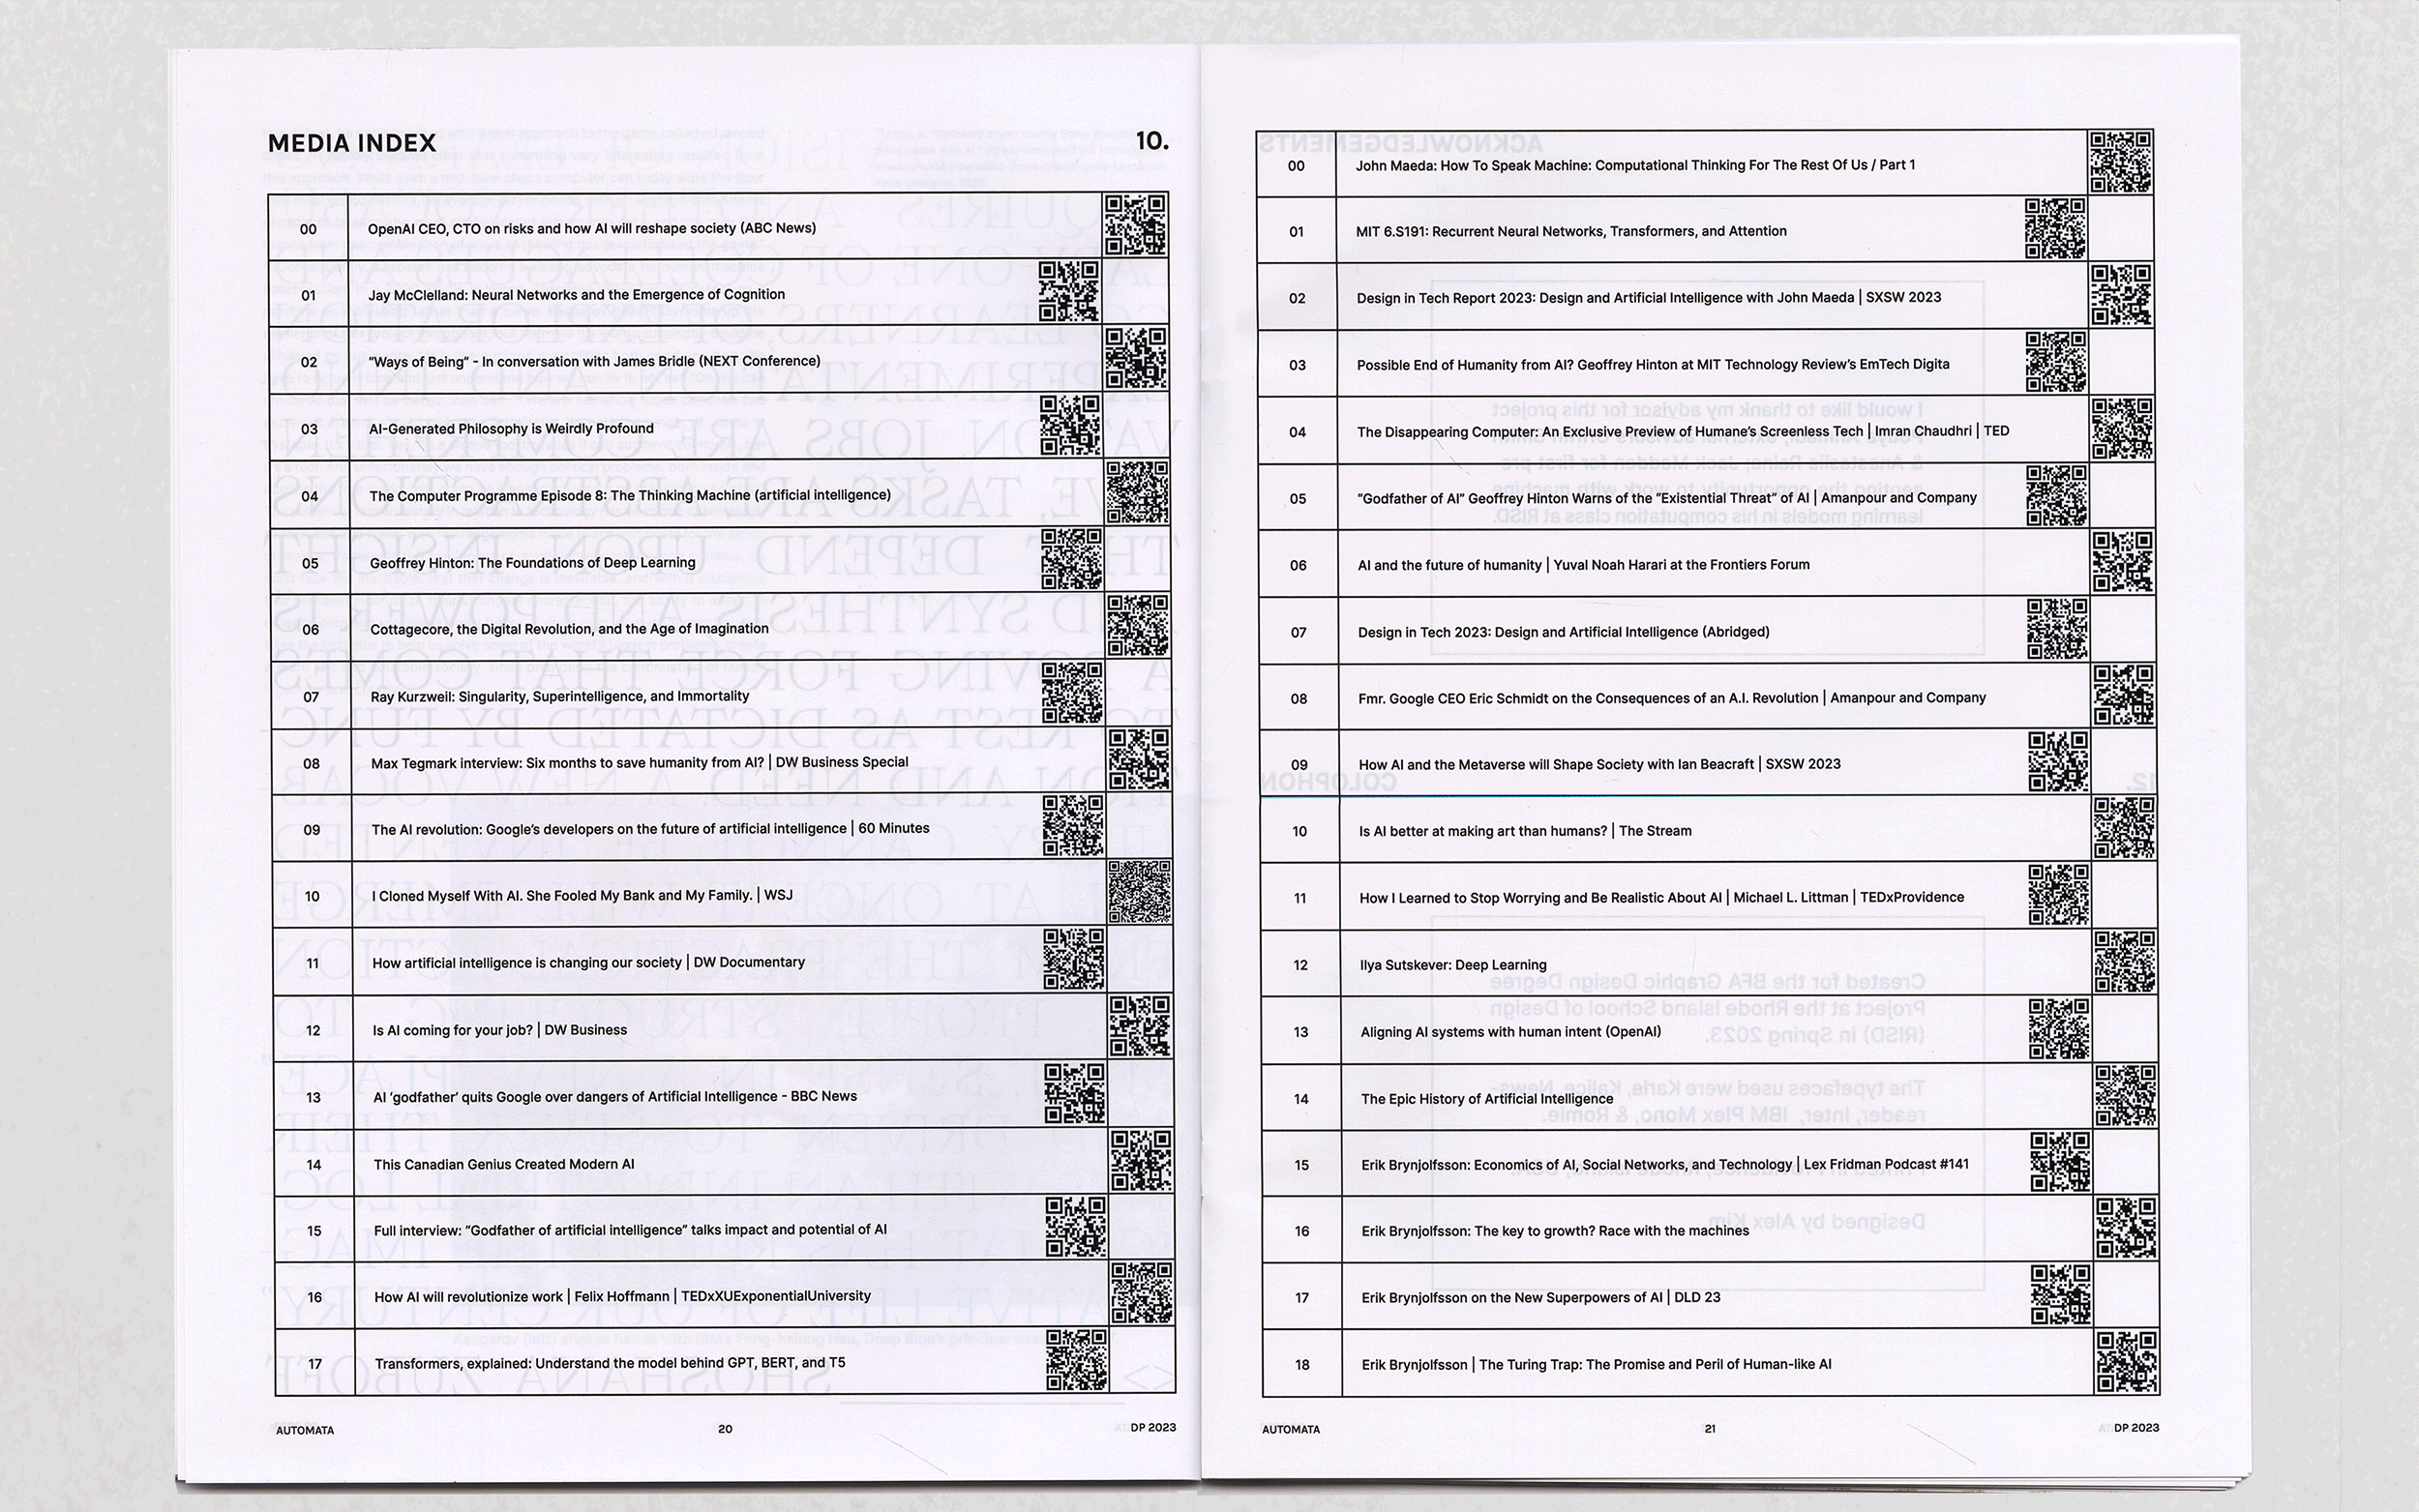 MEDIA INDEX
10.
00 OpenAI CEO, CTO on risks and how AI will reshape society (ABC News)
01 Jay McClelland: Neural Networks and the Emergence of Cognition
02 “Ways of Being” - In conversation with James Bridle (NEXT Conference)
03 AI-Generated Philosophy is Weirdly Profound
04 The Computer Programme Episode 8: The Thinking Machine (artificial intelligence)
05 Geoffrey Hinton: The Foundations of Deep Learning
06 Cottagecore, the Digital Revolution, and the Age of Imagination
07 Ray Kurzweil: Singularity, Superintelligence, and Immortality
08 Max Tegmark interview: Six months to save humanity from AI? | DW Business Special
09 The AI revolution: Google’s developers on the future of artificial intelligence | 60 Minutes
10 I Cloned Myself With AI. She Fooled My Bank and My Family. | WSJ
11 How artificial intelligence is changing our society | DW Documentary
12 Is AI coming for your job? | DW Business
13 AI ‘godfather’ quits Google over dangers of Artificial Intelligence - BBC News
14 This Canadian Genius Created Modern AI
15 Full interview: “Godfather of artificial intelligence” talks impact and potential of AI
16 How AI will revolutionize work | Felix Hoffmann | TEDxXUExponentialUniversity
17 Transformers, explained: Understand the model behind GPT, BERT, and T5
AUTOMATA
20
DP 2023
00 John Maeda: How To Speak Machine: Computational Thinking For The Rest Of Us / Part 1
01 MIT 6.S191: Recurrent Neural Networks, Transformers, and Attention
02 Design in Tech Report 2023: Design and Artificial Intelligence with John Maeda | SXSW 2023
03 Possible End of Humanity from AI? Geoffrey Hinton at MIT Technology Review’s EmTech Digita
04 The Disappearing Computer: An Exclusive Preview of Humane’s Screenless Tech | Imran Chaudhri | TED
05 “Godfather of AI” Geoffrey Hinton Warns of the “Existential Threat” of AI | Amanpour and Company
06 AI and the future of humanity | Yuval Noah Harari at the Frontiers Forum
07 Design in Tech 2023: Design and Artificial Intelligence (Abridged)
08 Fmr. Google CEO Eric Schmidt on the Consequences of an A.I. Revolution | Amanpour and Company
09 How AI and the Metaverse will Shape Society with Ian Beacraft | SXSW 2023
10 Is AI better at making art than humans? | The Stream
11 How I Learned to Stop Worrying and Be Realistic About AI | Michael L. Littman | TEDxProvidence
12 Ilya Sutskever: Deep Learning
13 Aligning AI systems with human intent (OpenAI)
14 The Epic History of Artificial Intelligence
15 Erik Brynjolfsson: Economics of AI, Social Networks, and Technology | Lex Fridman Podcast #141
16 Erik Brynjolfsson: The key to growth? Race with the machines
17 Erik Brynjolfsson on the New Superpowers of AI | DLD 23
18 Erik Brynjolfsson | The Turing Trap: The Promise and Peril of Human-like AI
AUTOMATA
21
DP 2023